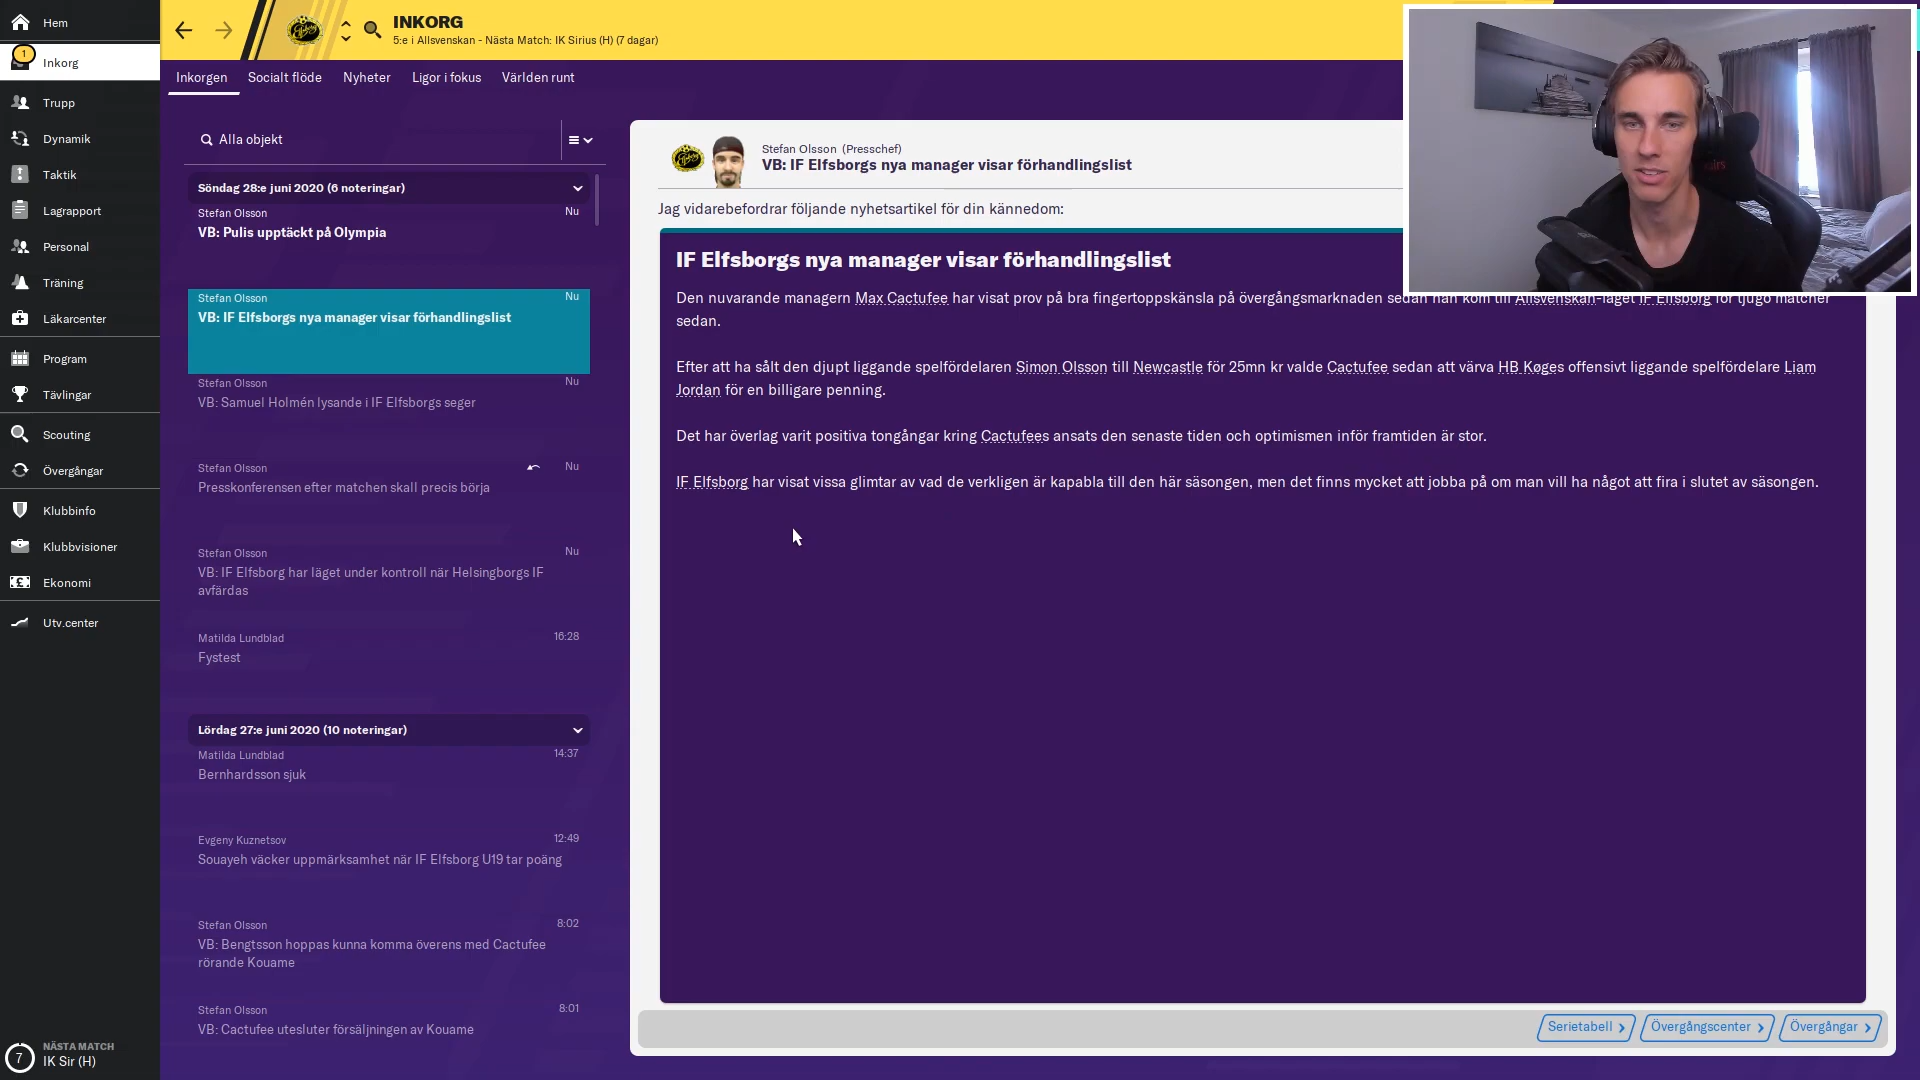 Hem
1
Inkorg
Trupp
Dynamik
Taktik
Lagrapport
Personal
Träning
Läkarcenter
Program
Tävlingar
Scouting
Övergångar
Klubbinfo
Klubbvisioner
Ekonomi
Utv.center
7
NÄSTA MATCH
IK Sir (H)
INKORG
5:e i Allsvenskan - Nästa Match: IK Sirius (H) (7 dagar)
Inkorgen Socialt flöde Nyheter Ligor i fokus Världen runt
Alla objekt
Söndag 28:e juni 2020 (6 noteringar)
Stefan Olsson Nu
VB: Pulis upptäckt på Olympia
Stefan Olsson Nu
VB: IF Elfsborgs nya manager visar förhandlingslist
Stefan Olsson Nu
VB: Samuel Holmén lysande i IF Elfsborgs seger
Stefan Olsson Nu
Presskonferensen efter matchen skall precis börja
Stefan Olsson Nu
VB: IF Elfsborg har läget under kontroll när Helsingborgs IF
avfärdas
Matilda Lundblad 16:28
Fystest
Lördag 27:e juni 2020 (10 noteringar)
Matilda Lundblad 14:37
Bernhardsson sjuk
Evgeny Kuznetsov 12:49
Souayeh väcker uppmärksamhet när IF Elfsborg U19 tar poäng
Stefan Olsson 8:02
VB: Bengtsson hoppas kunna komma överens med Cactufee
rörande Kouame
Stefan Olsson 8:01
VB: Cactufee utesluter försäljningen av Kouame
Stefan Olsson (Presschef)
VB: IF Elfsborgs nya manager visar förhandlingslist
Jag vidarebefordrar följande nyhetsartikel för din kännedom:
IF Elfsborgs nya manager visar förhandlingslist
Den nuvarande managern Max Cactufee har visat prov på bra fingertoppskänsla på övergångsmarknaden sedan han kom till Allsvenskan-laget IF Elfsborg för tjugo matcher
sedan.
Efter att ha sålt den djupt liggande spelfördelaren Simon Olsson till Newcastle för 25mn kr valde Cactufee sedan att värva HB Køges offensivt liggande spelfördelare Liam
Jordan för en billigare penning.
Det har överlag varit positiva tongångar kring Cactufees ansats den senaste tiden och optimismen inför framtiden är stor.
IF Elfsborg har visat vissa glimtar av vad de verkligen är kapabla till den här säsongen, men det finns mycket att jobba på om man vill ha något att fira i slutet av säsongen.
Serietabell Övergångscenter Övergångar